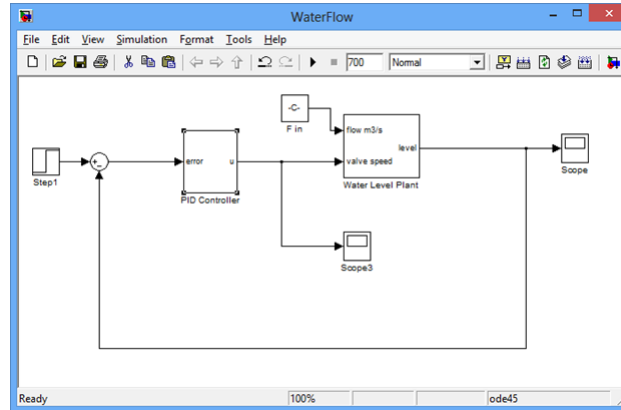 WaterFlow
File Edit View Simulation Format Tools Help
700 Normal
-C-
F in
flow m3/s
level
valve speed
Water Level Plant
Scope
Step1
+_
error u
PID Controller
Scope3
Ready 100% ode45